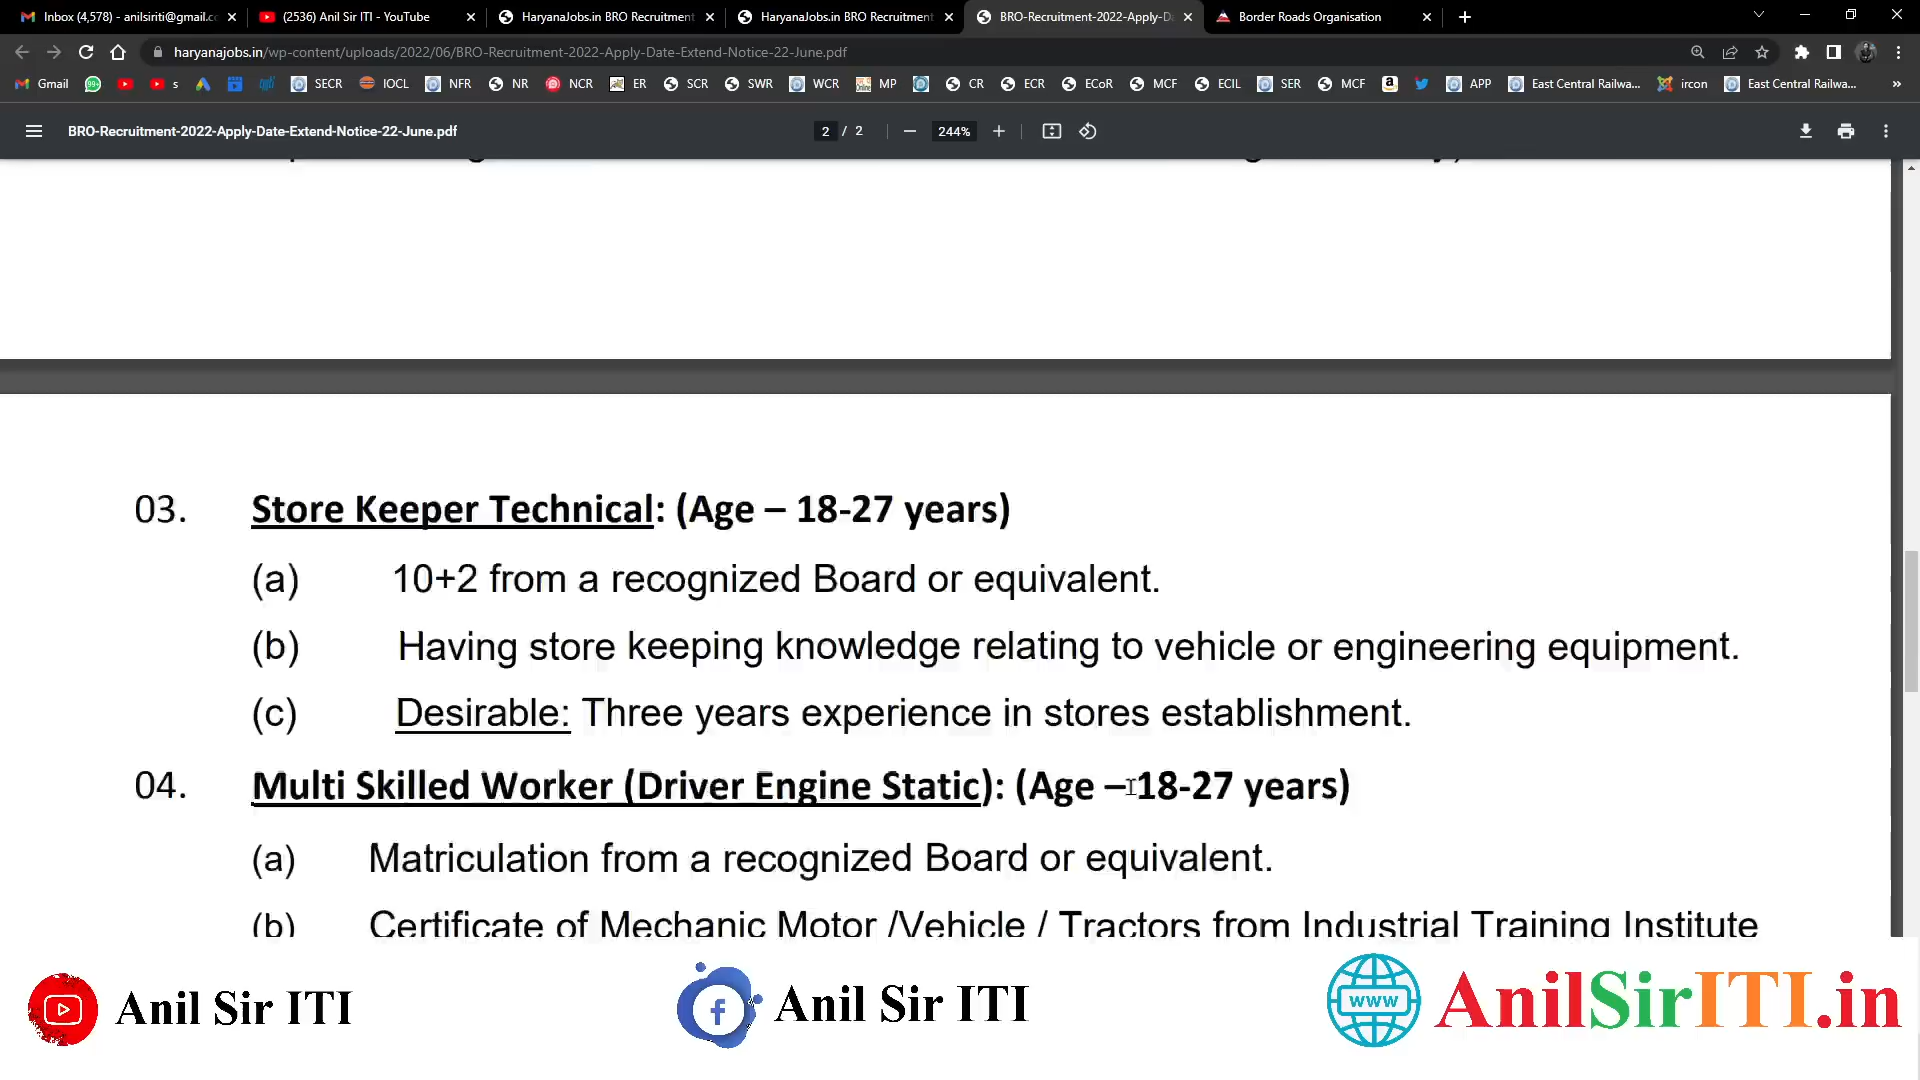 Inbox (4,578) - anilsiriti@gmail.c
(2536) Anil Sir ITI - YouTube
HaryanaJobs.in BRO Recruitment
HaryanaJobs.in BRO Recruitment
BRO-Recruitment-2022-Apply-D
Border Roads Organisation
haryanajobs.in/wp-content/uploads/2022/06/BRO-Recruitment-2022-Apply-Date-Extend-Notice-22-June.pdf
Gmail 99+ s SECR IOCL NFR NR NCR ER SCR SWR WCR MP CR ECR ECoR MCF ECIL SER MCF a APP East Central Railwa... ircon East Central Railwa... »
BRO-Recruitment-2022-Apply-Date-Extend-Notice-22-June.pdf 2 / 2 − 244% +
03. Store Keeper Technical: (Age – 18-27 years)
(a) 10+2 from a recognized Board or equivalent.
(b) Having store keeping knowledge relating to vehicle or engineering equipment.
(c) Desirable: Three years experience in stores establishment.
04. Multi Skilled Worker (Driver Engine Static): (Age – 18-27 years)
(a) Matriculation from a recognized Board or equivalent.
(b) Certificate of Mechanic Motor /Vehicle / Tractors from Industrial Training Institute
Anil Sir ITI
f Anil Sir ITI
www AnilSirITI.in